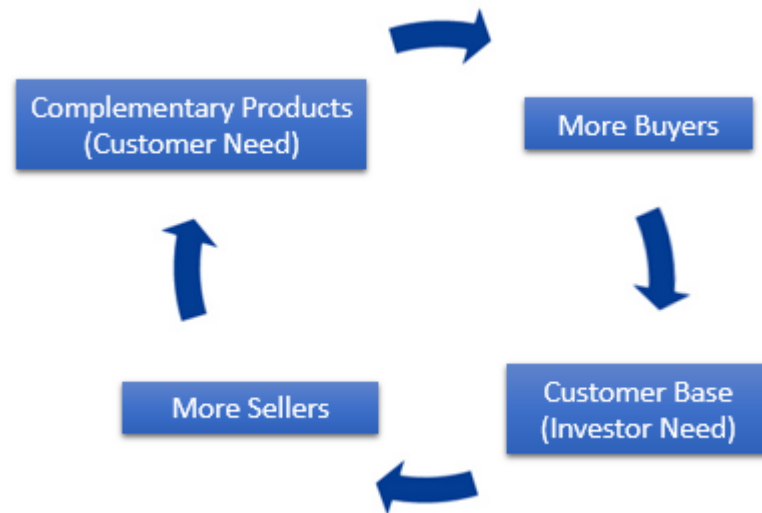 Complementary Products
(Customer Need)
More Buyers
Customer Base
(Investor Need)
More Sellers